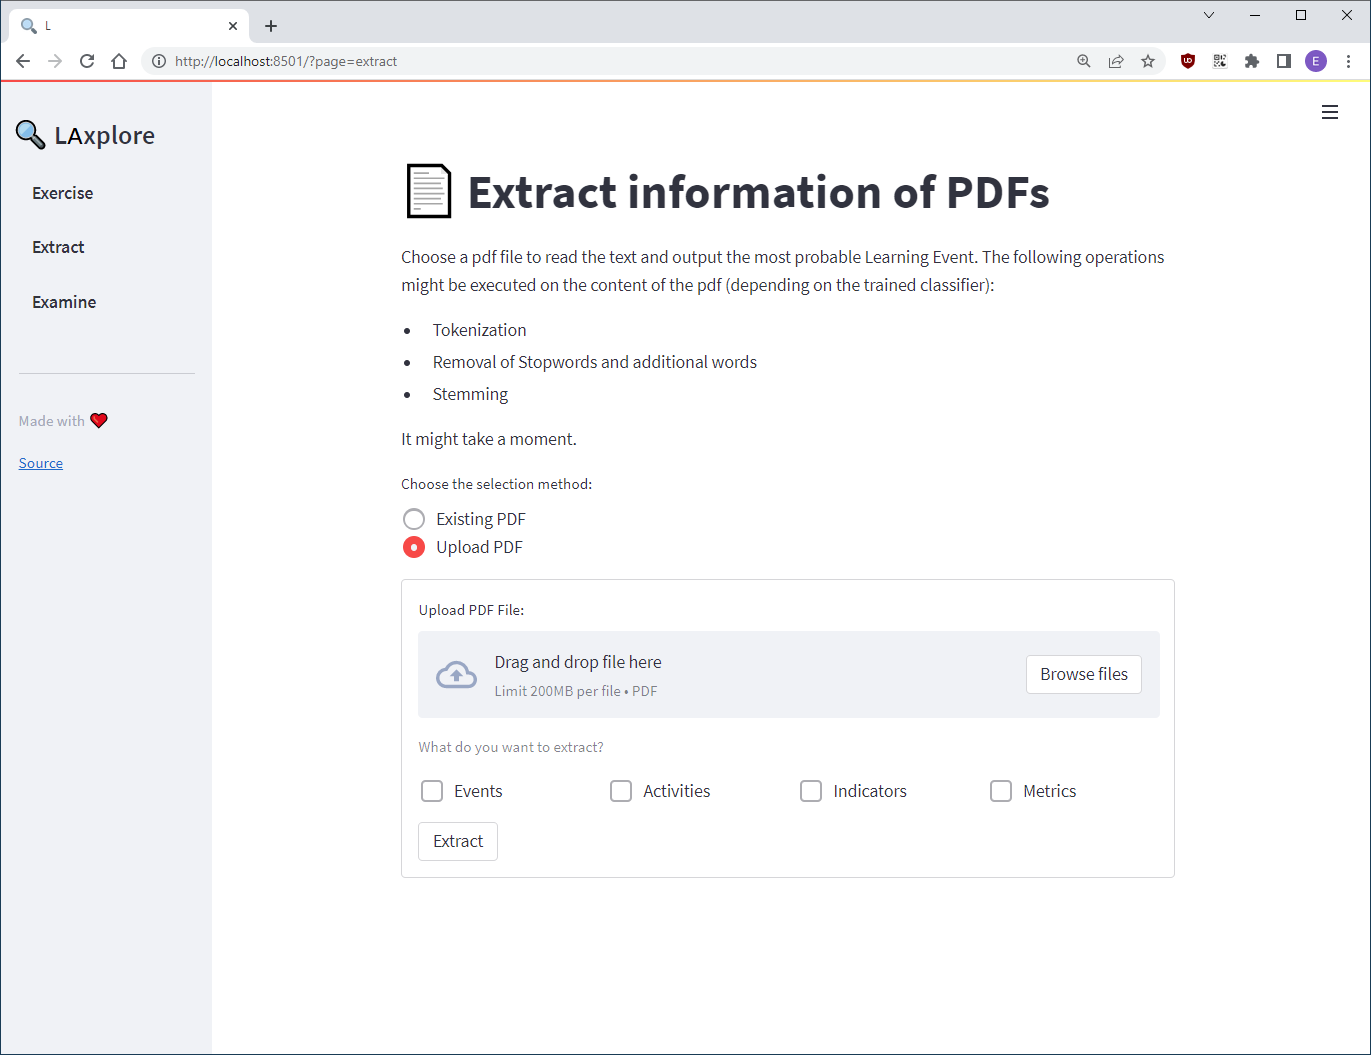 L
http://localhost:8501/?page=extract
E
LAxplore
Exercise
Extract
Examine
Made with
Source
Extract information of PDFs
Choose a pdf file to read the text and output the most probable Learning Event. The following operations
might be executed on the content of the pdf (depending on the trained classifier):
• Tokenization
• Removal of Stopwords and additional words
• Stemming
It might take a moment.
Choose the selection method:
Existing PDF
Upload PDF
Upload PDF File:
Drag and drop file here
Limit 200MB per file • PDF
Browse files
What do you want to extract?
Events Activities Indicators Metrics
Extract